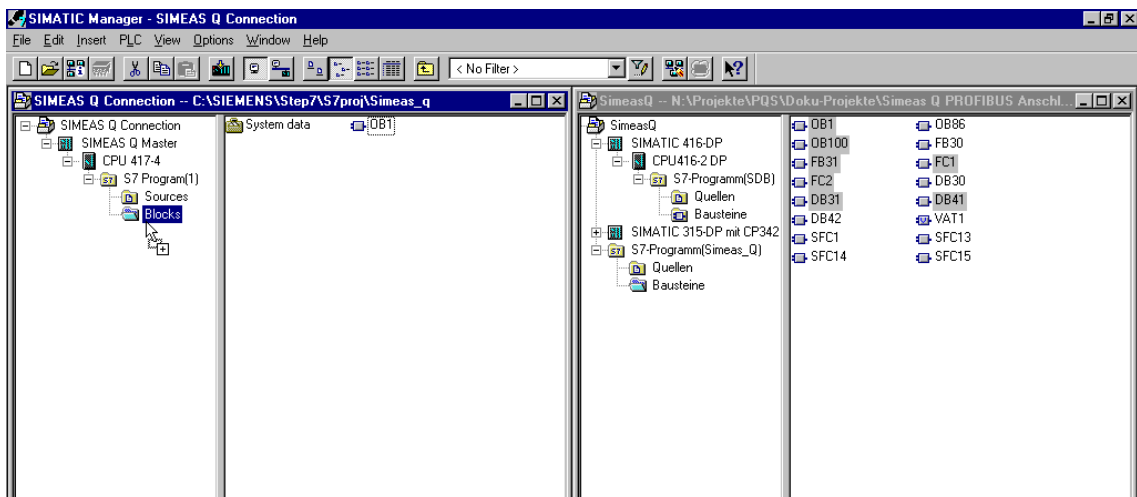 SIMATIC Manager - SIMEAS Q Connection
File Edit Insert PLC View Options Window Help
< No Filter >
SIMEAS Q Connection -- C:\SIEMENS\Step7\S7proj\Simeas_q
SIMEAS Q Connection
SIMEAS Q Master
CPU 417-4
S7 Program(1)
Sources
Blocks
System data OB1
SimeasQ -- N:\Projekte\PQS\Doku-Projekte\Simeas Q PROFIBUS Anschl...
SimeasQ
SIMATIC 416-DP
CPU416-2 DP
S7-Programm(SDB)
Quellen
Bausteine
SIMATIC 315-DP mit CP342
S7-Programm(Simeas_Q)
Quellen
Bausteine
OB1 OB86
OB100 FB30
FB31 FC1
FC2 DB30
DB31 DB41
DB42 VAT1
SFC1 SFC13
SFC14 SFC15